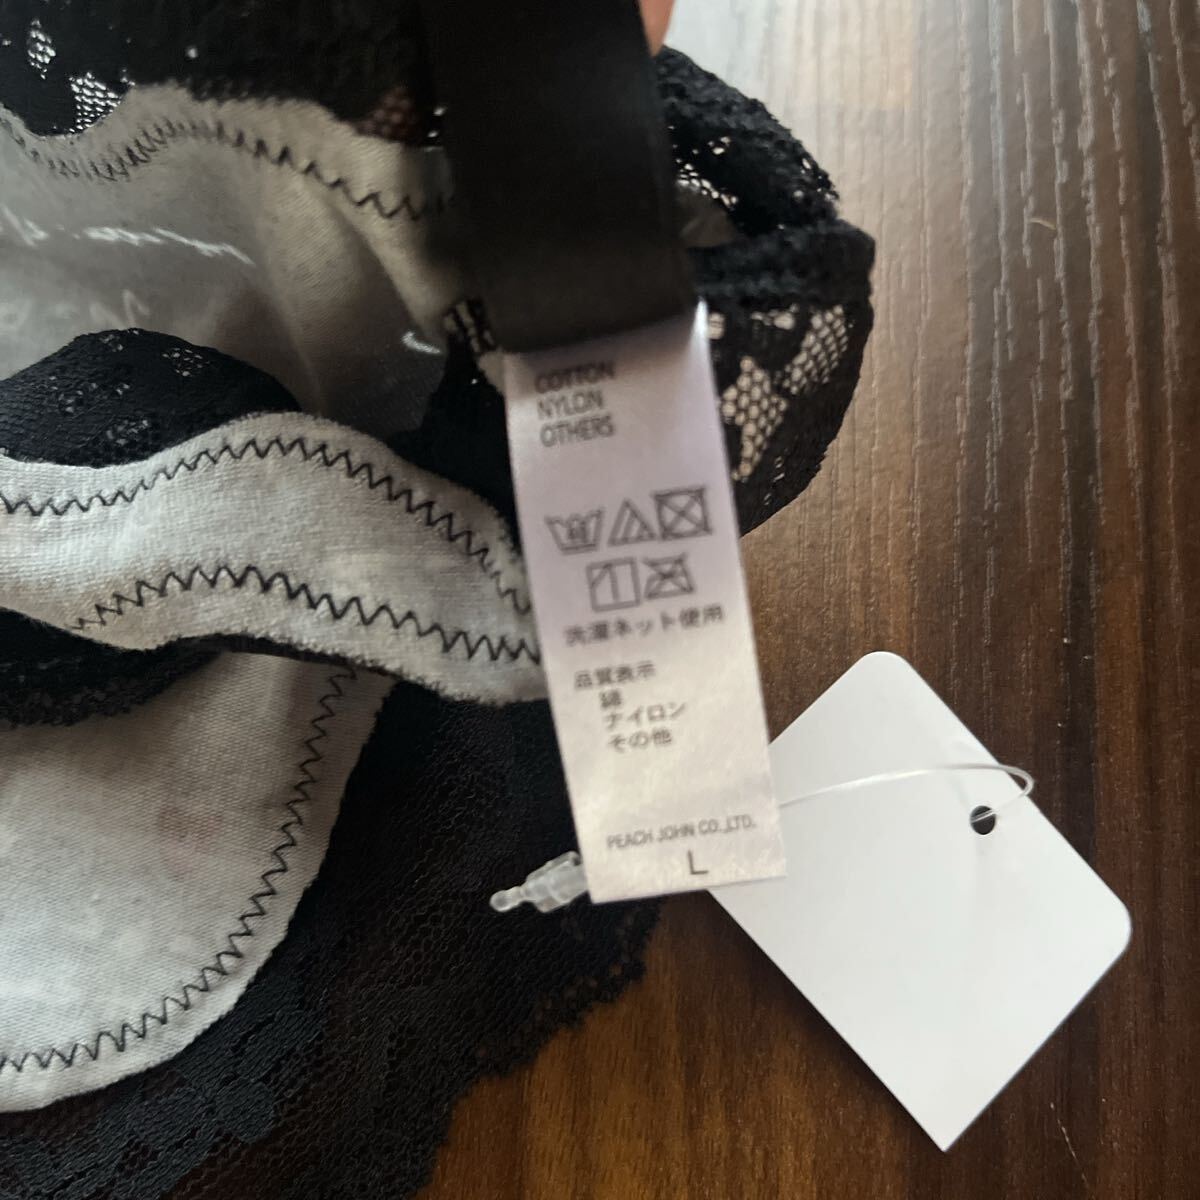 COTTON
NYLON
OTHERS
洗濯ネット使用
品質表示
綿
ナイロン
その他
PEACH JOHN CO.,LTD.
L